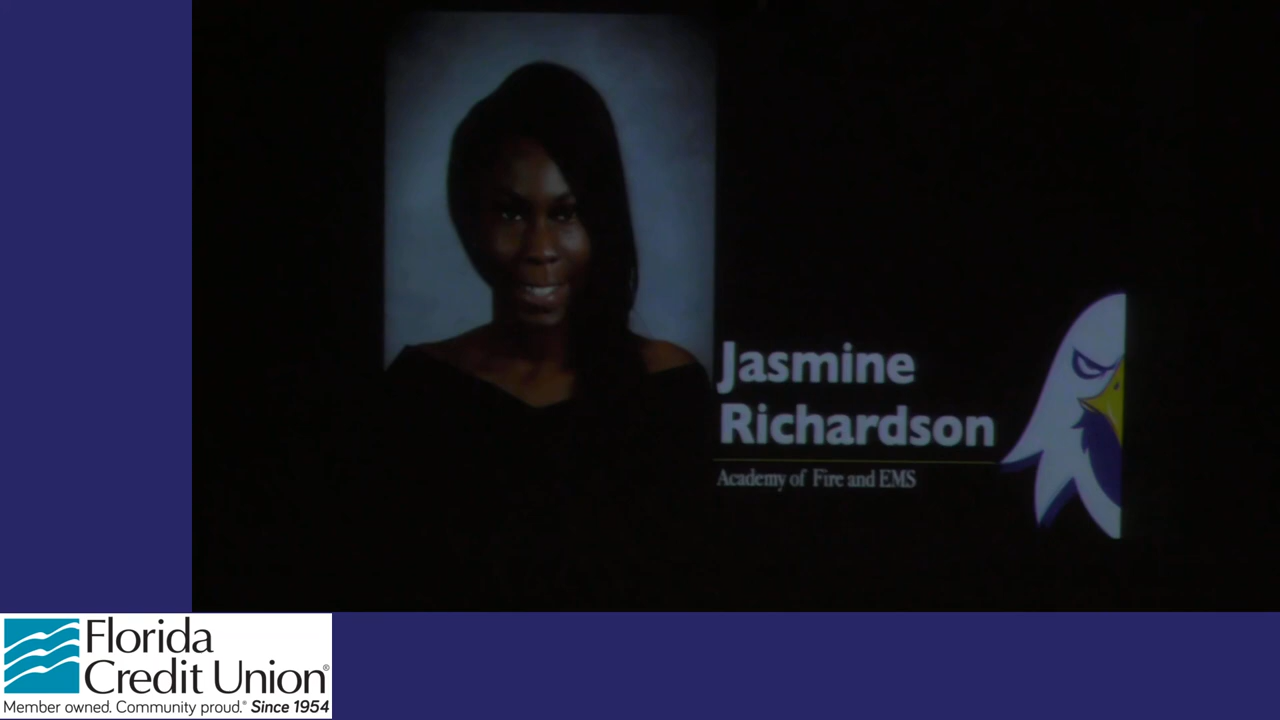 Jasmine
Richardson
Academy of Fire and EMS
Florida
Credit Union®
Member owned. Community proud.® Since 1954